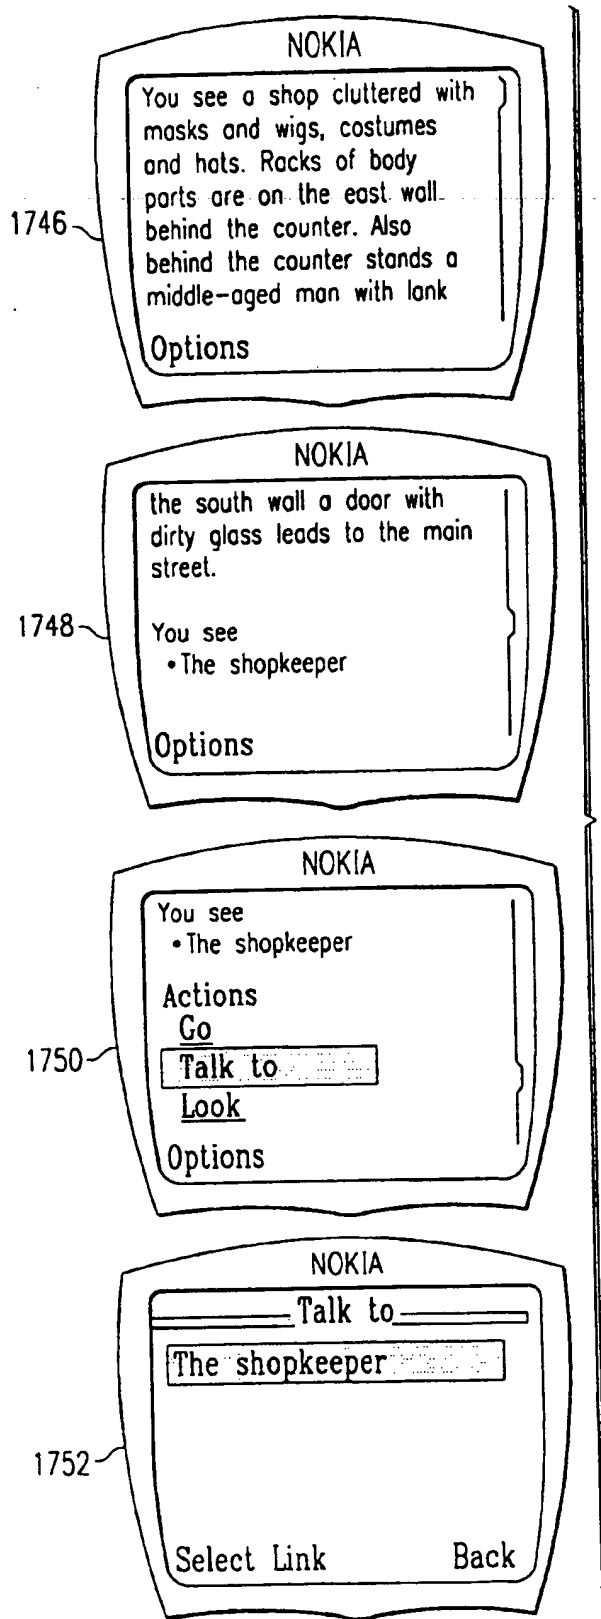 NOKIA
You see a shop cluttered with
masks and wigs, costumes
and hats. Racks of body
parts are on the east wall
behind the counter. Also
behind the counter stands a
middle-aged man with lank
Options
1746
NOKIA
the south wall a door with
dirty glass leads to the main
street.
You see
•The shopkeeper
Options
1748
NOKIA
You see
•The shopkeeper
Actions
Go
Talk to
Look
Options
1750
NOKIA
Talk to
The shopkeeper
Select Link Back
1752